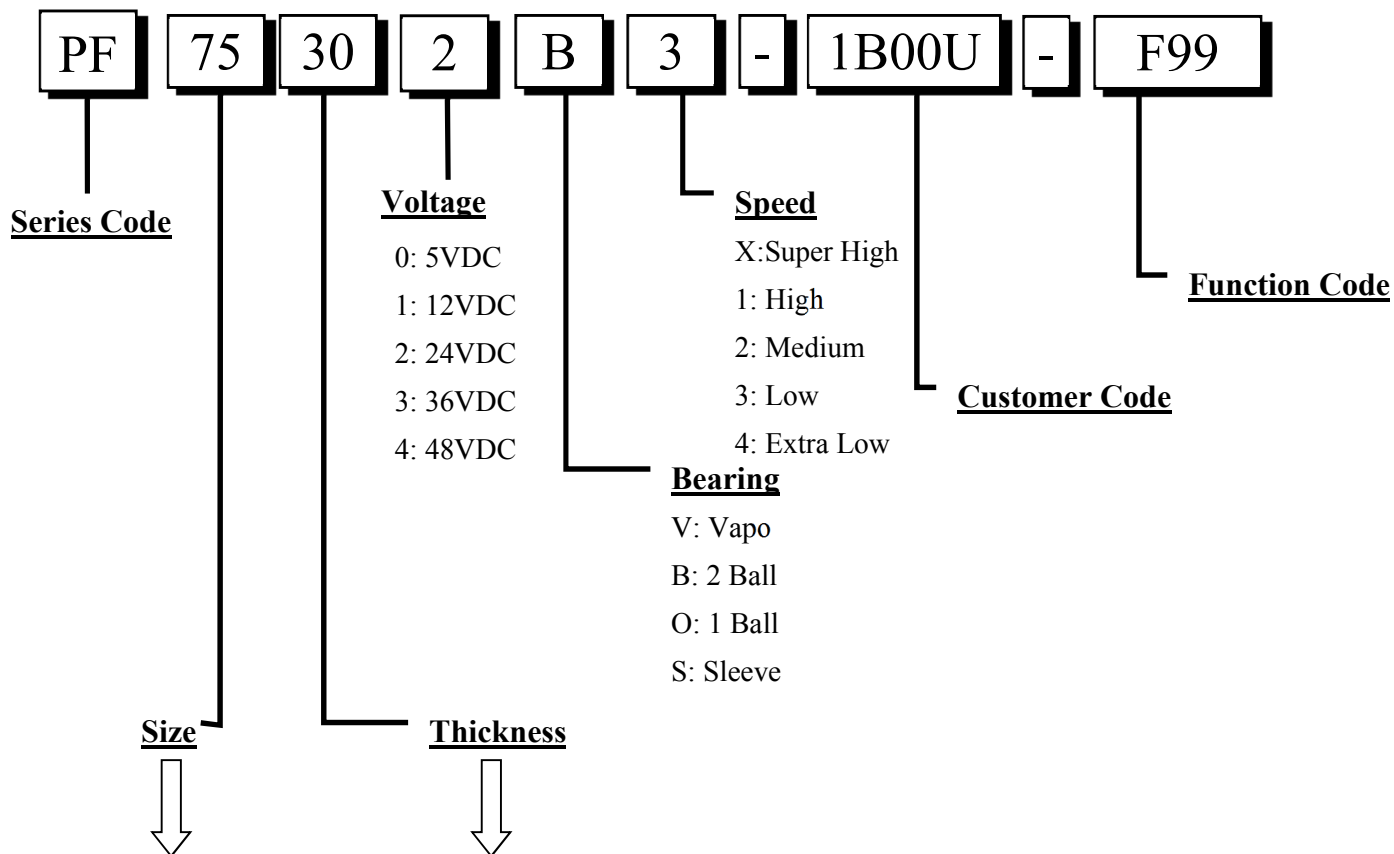 PF 75 30 2 B 3 - 1B00U - F99
Series Code
Voltage
0: 5VDC
1: 12VDC
2: 24VDC
3: 36VDC
4: 48VDC
Speed
X:Super High
1: High
2: Medium
3: Low
4: Extra Low
Function Code
Customer Code
Bearing
V: Vapo
B: 2 Ball
O: 1 Ball
S: Sleeve
Size
Thickness